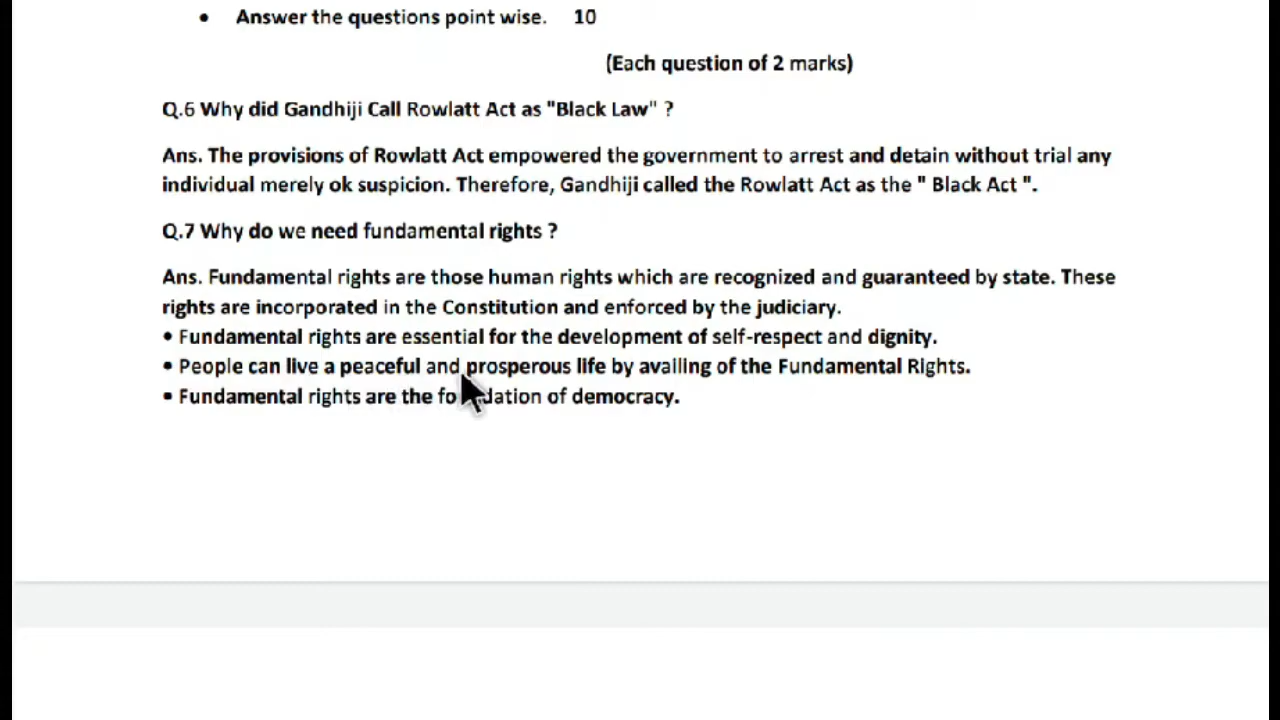 • Answer the questions point wise. 10
(Each question of 2 marks)
Q.6 Why did Gandhiji Call Rowlatt Act as "Black Law" ?
Ans. The provisions of Rowlatt Act empowered the government to arrest and detain without trial any
individual merely ok suspicion. Therefore, Gandhiji called the Rowlatt Act as the " Black Act ".
Q.7 Why do we need fundamental rights ?
Ans. Fundamental rights are those human rights which are recognized and guaranteed by state. These
rights are incorporated in the Constitution and enforced by the judiciary.
• Fundamental rights are essential for the development of self-respect and dignity.
• People can live a peaceful and prosperous life by availing of the Fundamental Rights.
• Fundamental rights are the foundation of democracy.